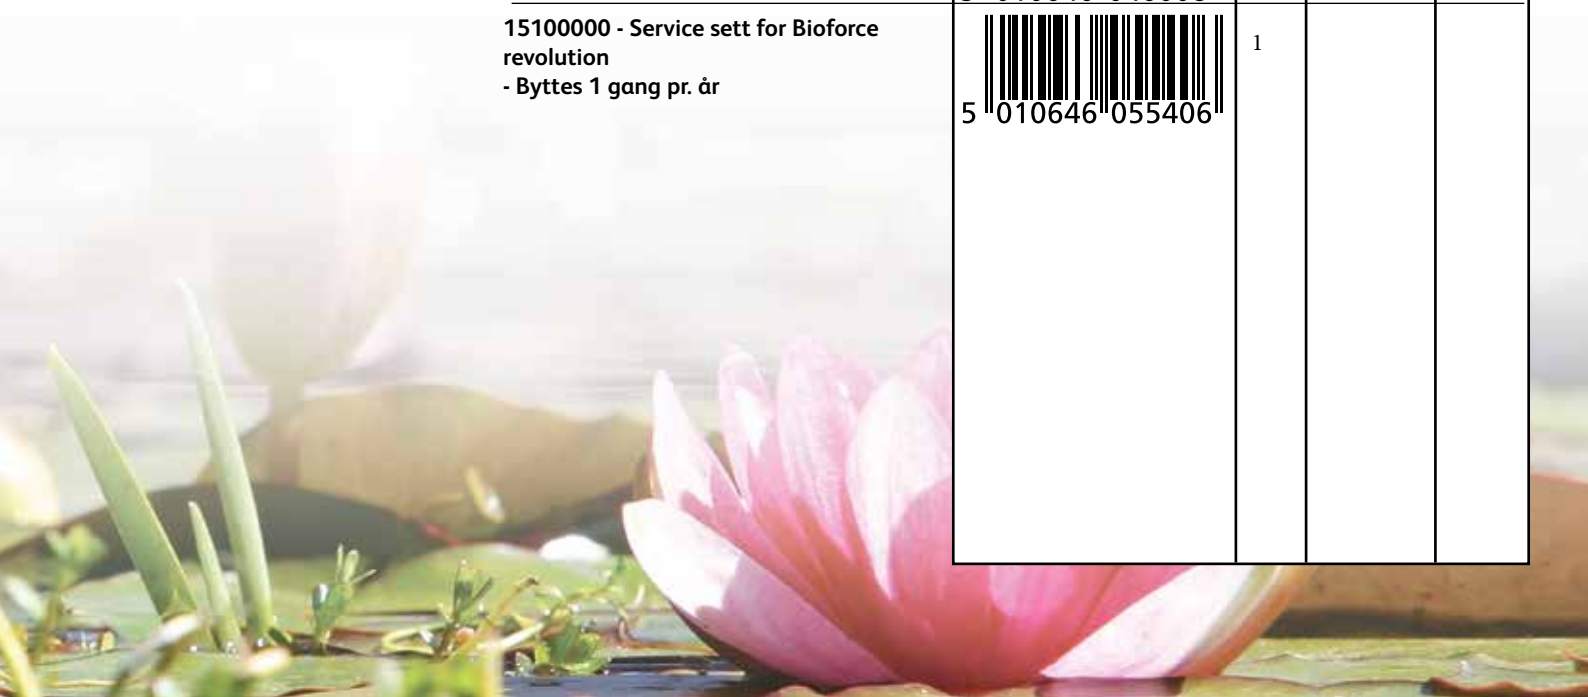 15100000 - Service sett for Bioforce
revolution
- Byttes 1 gang pr. år
5 010646 055406
1